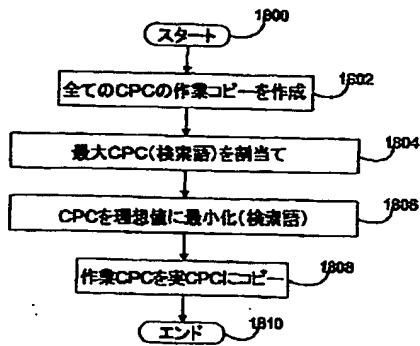 1800
スタート
1802
全てのCPCの作業コピーを作成
1804
最大CPC(検索語)を割当て
1806
CPCを理想値に最小化(検索語)
1808
作業CPCを実CPCにコピー
エンド
1810